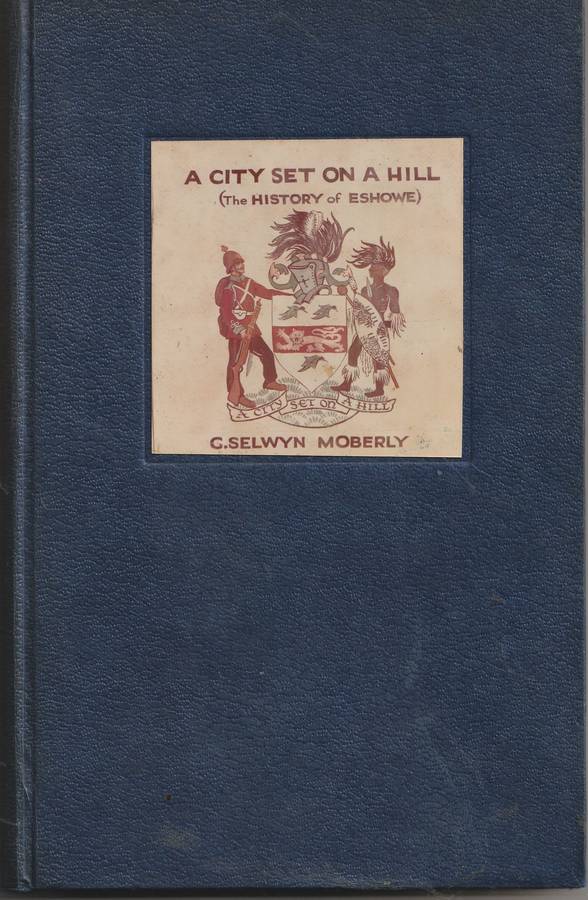 A CITY SET ON A HILL
(The HISTORY of ESHOWE)
A CITY SET ON A HILL
G. SELWYN MOBERLY